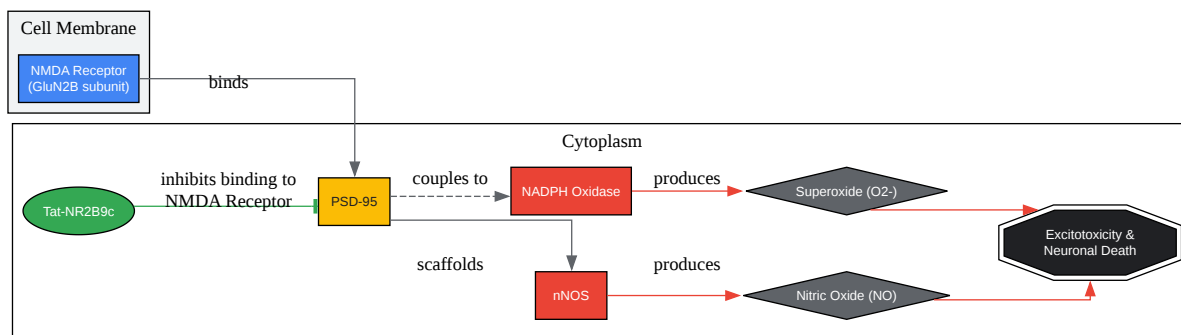 Cell Membrane
NMDA Receptor
(GluN2B subunit)
binds
Cytoplasm
Tat-NR2B9c
inhibits binding to
NMDA Receptor
PSD-95
couples to
NADPH Oxidase
produces
Superoxide (O2-)
Excitotoxicity &
Neuronal Death
scaffolds
nNOS
produces
Nitric Oxide (NO)